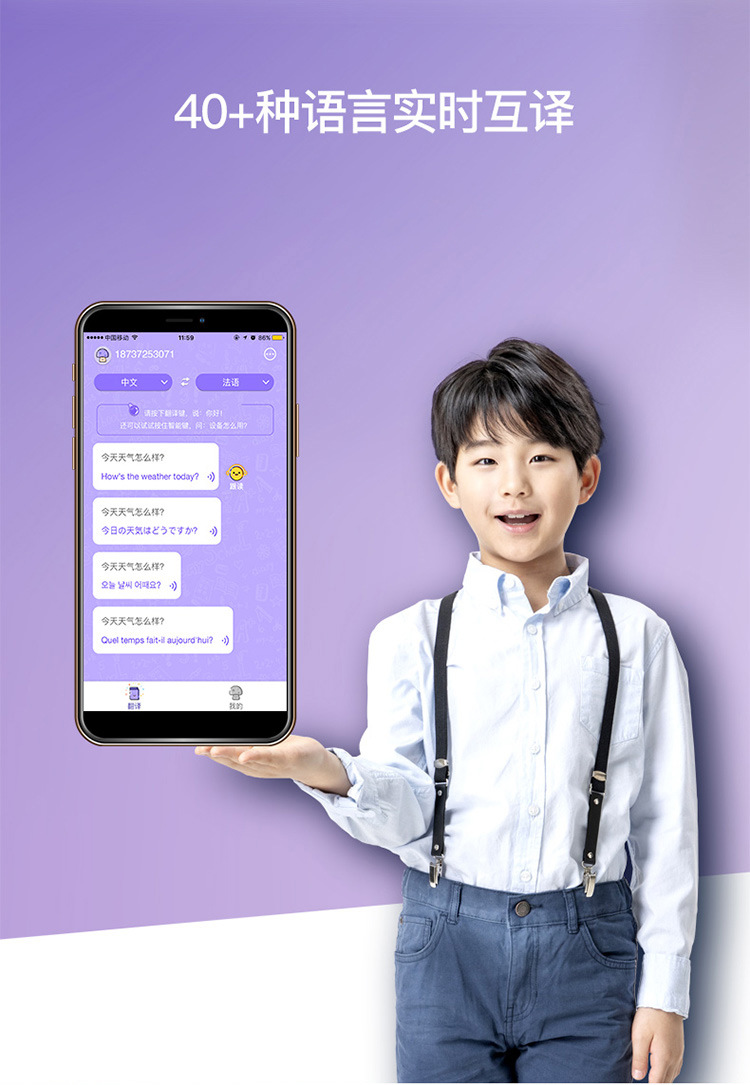 40+种语言实时互译
中国移动
11:59
86%
18737253071
中文
法语
请按下翻译键，说：你好！
还可以试试按住智能键，问：设备怎么用？
今天天气怎么样?
How's the weather today?
跟读
今天天气怎么样?
今日の天気はどうですか?
今天天气怎么样?
오늘 날씨 어때요?
今天天气怎么样?
Quel temps fait-il aujourd'hui?
翻译
我的